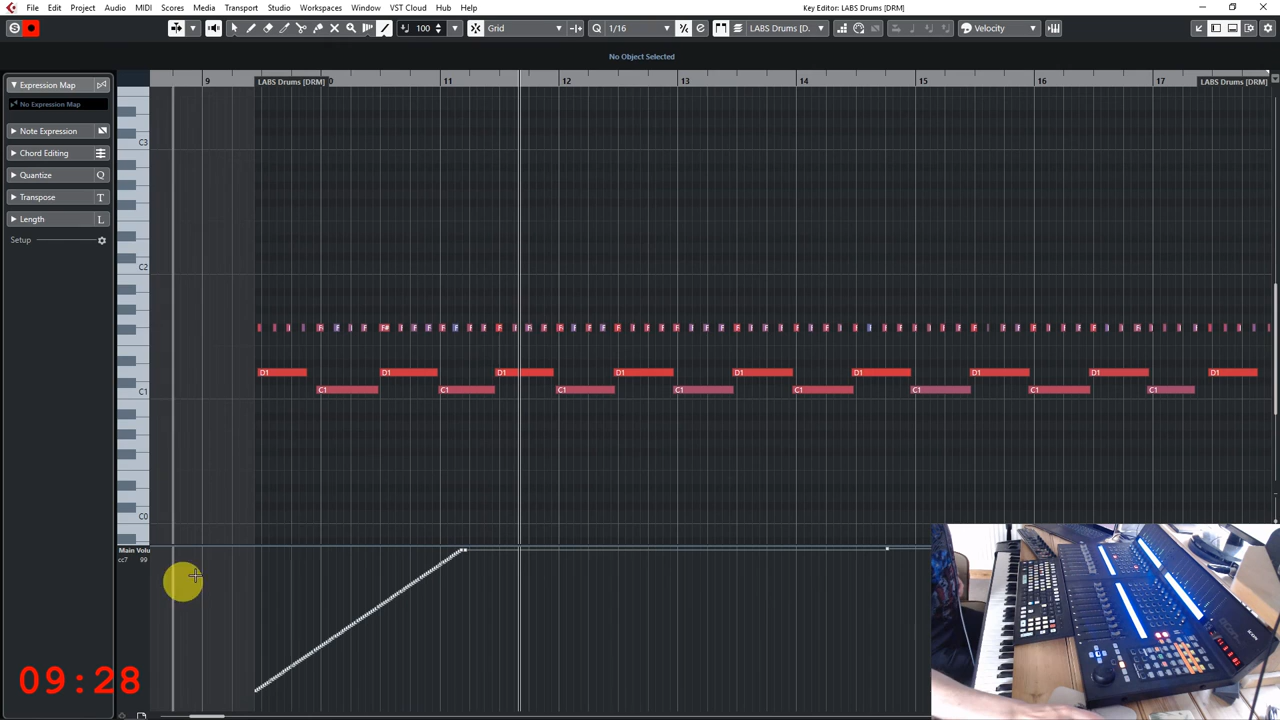 File Edit Project Audio MIDI Scores Media Transport Studio Workspaces Window VST Cloud Hub Help
Key Editor: LABS Drums [DRM]
S 100 Grid 1/16 LABS Drums [D. Velocity
No Object Selected
Expression Map
No Expression Map
Note Expression
Chord Editing
Quantize Q
Transpose T
Length L
Setup
9 LABS Drums [DRM] 0 11 12 13 14 15 16 17 LABS Drums [DRM]
C3
C2
D1 D1 D1 D1 D1 D1 D1 D1 D1
C1 C1 C1 C1 C1 C1 C1 C1 C1
C0
Main Volu
cc7 99
09:28